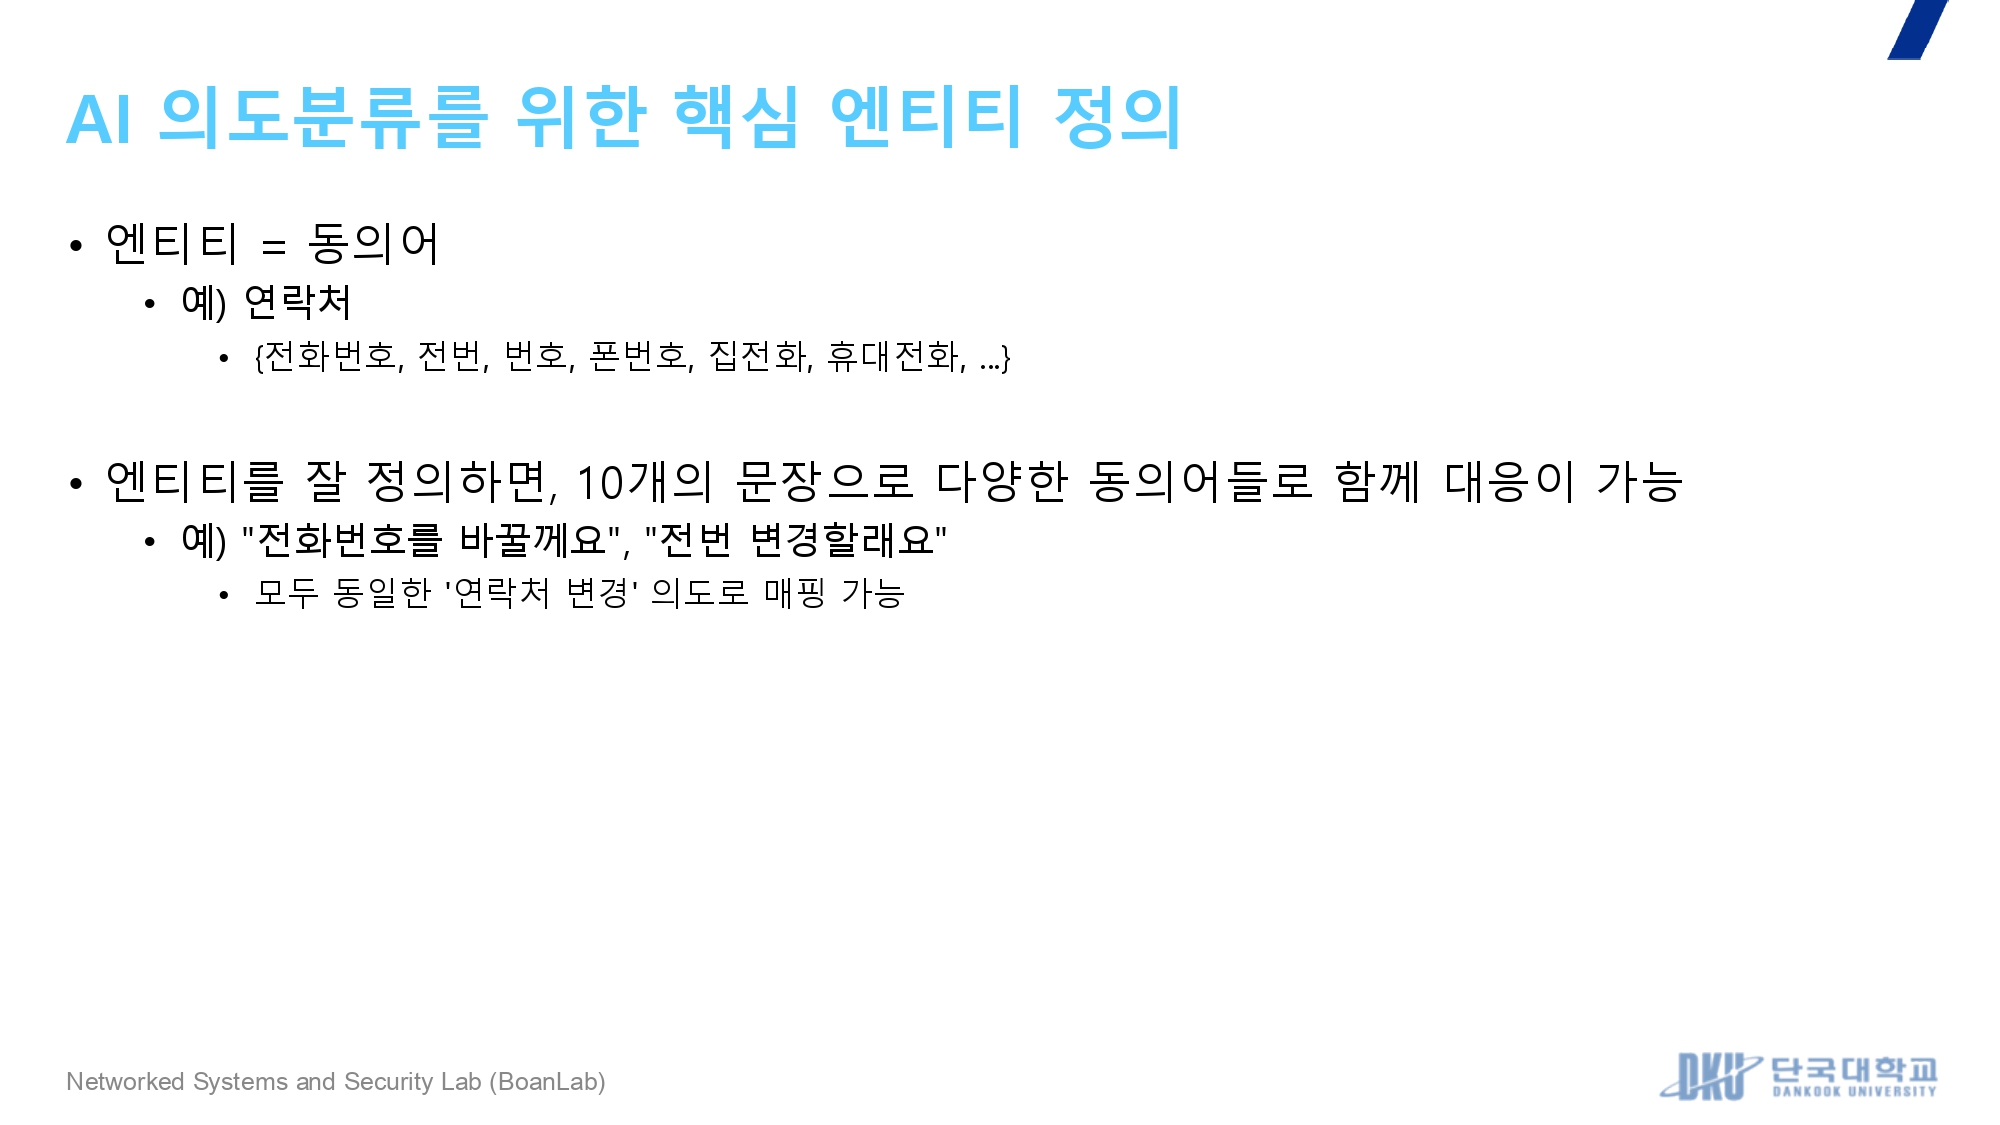 AI 의도분류를 위한 핵심 엔티티 정의
• 엔티티 = 동의어
• 예) 연락처
• {전화번호, 전번, 번호, 폰번호, 집전화, 휴대전화, ...}
• 엔티티를 잘 정의하면, 10개의 문장으로 다양한 동의어들로 함께 대응이 가능
• 예) "전화번호를 바꿀께요", "전번 변경할래요"
• 모두 동일한 '연락처 변경' 의도로 매핑 가능
Networked Systems and Security Lab (BoanLab)
DKU 단국대학교
DANKOOK UNIVERSITY